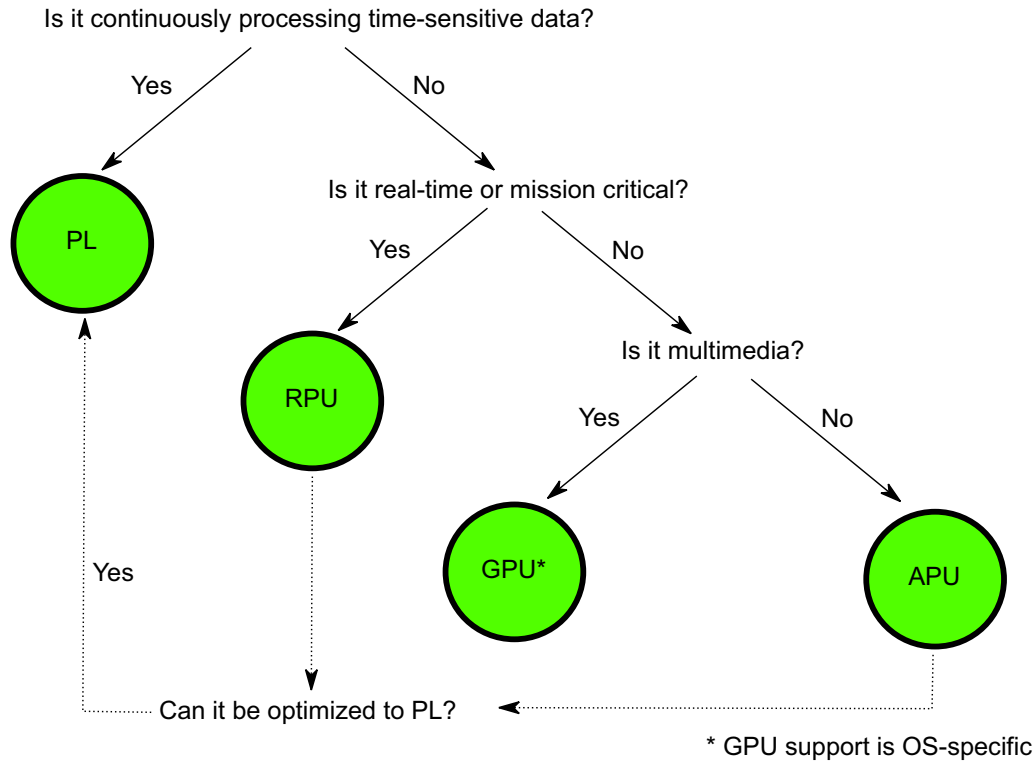 Is it continuously processing time-sensitive data?
Yes
No
PL
Is it real-time or mission critical?
Yes
No
RPU
Is it multimedia?
Yes
No
GPU*
APU
Yes
Can it be optimized to PL?
* GPU support is OS-specific